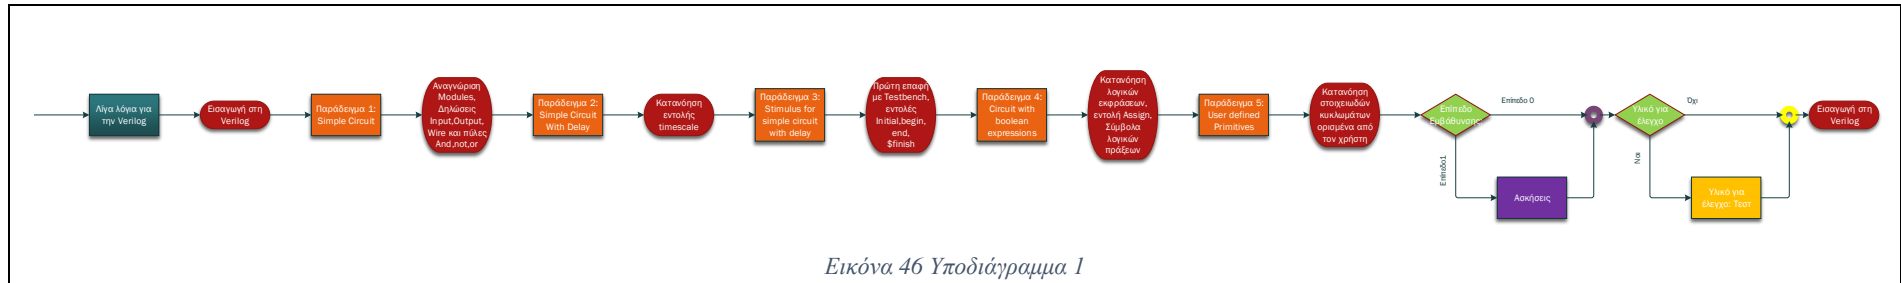 Λίγα λόγια για
την Verilog
Εισαγωγή στη
Verilog
Παράδειγμα 1:
Simple Circuit
Αναγνώριση
Modules,
Δηλώσεις
Input,Output,
Wire και πύλες
And,not,or
Παράδειγμα 2:
Simple Circuit
With Delay
Κατανόηση
εντολής
timescale
Παράδειγμα 3:
Stimulus for
simple circuit
with delay
Πρώτη επαφή
με Testbench,
εντολές
Initial,begin,
end,
$finish
Παράδειγμα 4:
Circuit with
boolean
expressions
Κατανόηση
λογικών
εκφράσεων,
εντολή Assign,
Σύμβολα
λογικών
πράξεων
Παράδειγμα 5:
User defined
Primitives
Κατανόηση
στοιχειωδών
κυκλωμάτων
ορισμένα από
τον χρήστη
Επίπεδο
Εμβάθυνσης
Επίπεδο 0
Επίπεδο1
Ασκήσεις
Υλικό για
έλεγχο
Όχι
Ναι
Υλικό για
έλεγχο: Τεστ
Εισαγωγή στη
Verilog
Εικόνα 46 Υποδιάγραμμα 1